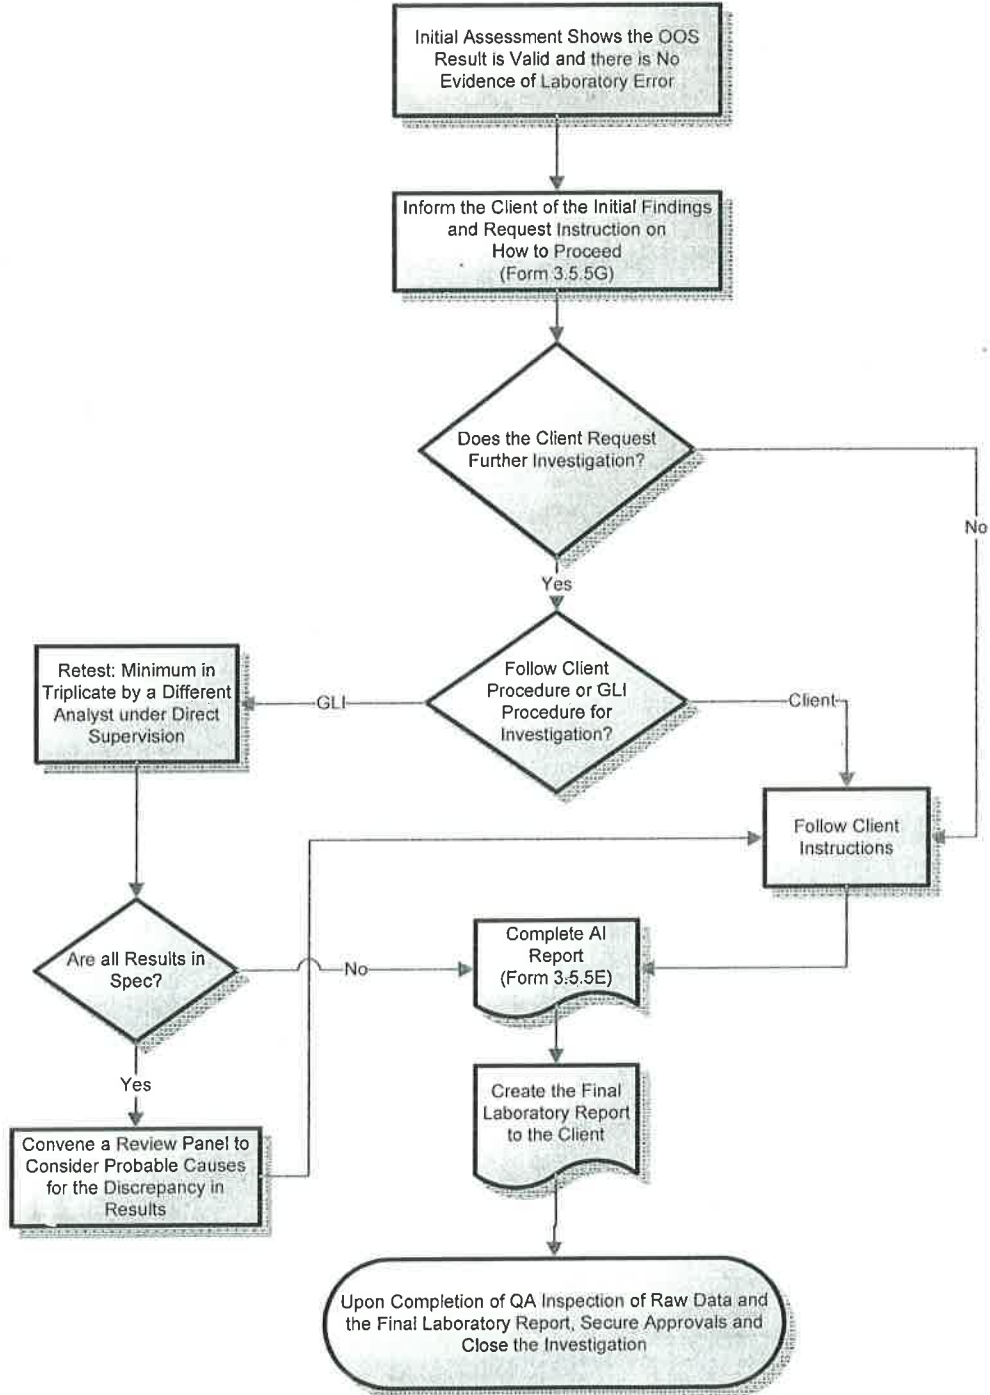 Initial Assessment Shows the OOS
Result is Valid and there is No
Evidence of Laboratory Error
Inform the Client of the Initial Findings
and Request Instruction on
How to Proceed
(Form 3.5.5G)
Does the Client Request
Further Investigation?
No
Yes
Follow Client
Procedure or GLI
Procedure for
Investigation?
GLI
Client
Retest: Minimum in
Triplicate by a Different
Analyst under Direct
Supervision
Follow Client
Instructions
Are all Results in
Spec?
No
Complete AI
Report
(Form 3.5.5E)
Yes
Create the Final
Laboratory Report
to the Client
Convene a Review Panel to
Consider Probable Causes
for the Discrepancy in
Results
Upon Completion of QA Inspection of Raw Data and
the Final Laboratory Report, Secure Approvals and
Close the Investigation